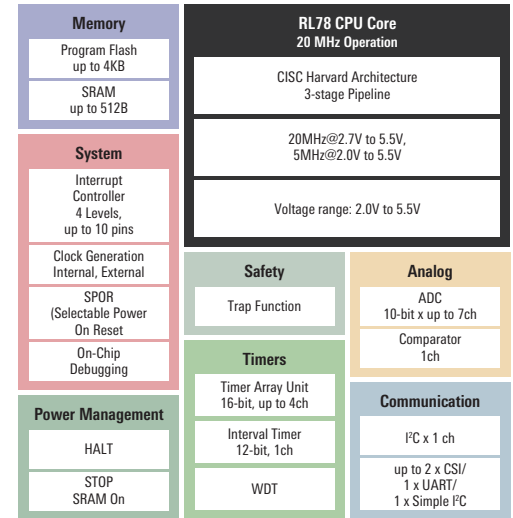 Memory
Program Flash
up to 4KB
SRAM
up to 512B
System
Interrupt
Controller
4 Levels,
up to 10 pins
Clock Generation
Internal, External
SPOR
(Selectable Power
On Reset
On-Chip
Debugging
Power Management
HALT
STOP
SRAM On
RL78 CPU Core
20 MHz Operation
CISC Harvard Architecture
3-stage Pipeline
20MHz@2.7V to 5.5V,
5MHz@2.0V to 5.5V
Voltage range: 2.0V to 5.5V
Safety
Trap Function
Timers
Timer Array Unit
16-bit, up to 4ch
Interval Timer
12-bit, 1ch
WDT
Analog
ADC
10-bit x up to 7ch
Comparator
1ch
Communication
I²C x 1 ch
up to 2 x CSI/
1 x UART/
1 x Simple I²C